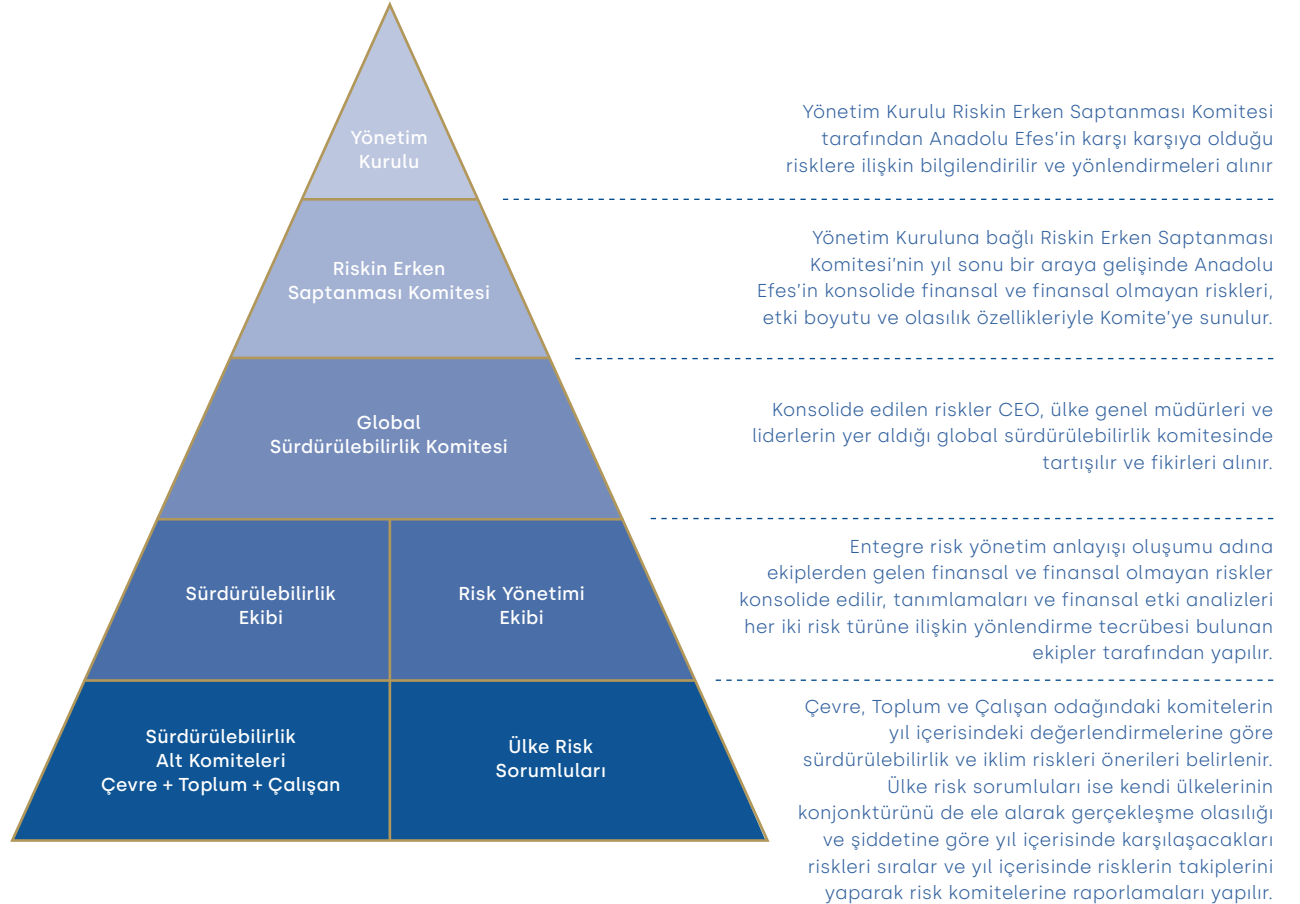 Yönetim
Kurulu
Yönetim Kurulu Riskin Erken Saptanması Komitesi
tarafından Anadolu Efes’in karşı karşıya olduğu
risklere ilişkin bilgilendirilir ve yönlendirmeleri alınır
Riskin Erken
Saptanması Komitesi
Yönetim Kuruluna bağlı Riskin Erken Saptanması
Komitesi’nin yıl sonu bir araya gelişinde Anadolu
Efes’in konsolide finansal ve finansal olmayan riskleri,
etki boyutu ve olasılık özellikleriyle Komite’ye sunulur.
Global
Sürdürülebilirlik Komitesi
Konsolide edilen riskler CEO, ülke genel müdürleri ve
liderlerin yer aldığı global sürdürülebilirlik komitesinde
tartışılır ve fikirleri alınır.
Sürdürülebilirlik
Ekibi
Risk Yönetimi
Ekibi
Entegre risk yönetim anlayışı oluşumu adına
ekiplerden gelen finansal ve finansal olmayan riskler
konsolide edilir, tanımlamaları ve finansal etki analizleri
her iki risk türüne ilişkin yönlendirme tecrübesi bulunan
ekipler tarafından yapılır.
Sürdürülebilirlik
Alt Komiteleri
Çevre + Toplum + Çalışan
Ülke Risk
Sorumluları
Çevre, Toplum ve Çalışan odağındaki komitelerin
yıl içerisindeki değerlendirmelerine göre
sürdürülebilirlik ve iklim riskleri önerileri belirlenir.
Ülke risk sorumluları ise kendi ülkelerinin
konjonktürünü de ele alarak gerçekleşme olasılığı
ve şiddetine göre yıl içerisinde karşılaşacakları
riskleri sıralar ve yıl içerisinde risklerin takiplerini
yaparak risk komitelerine raporlamaları yapılır.